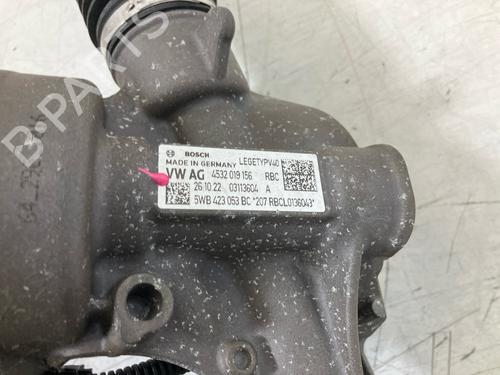 BOSCH
MADE IN GERMANY LEGETYPV40
VW AG 4532 019 156 RBC
26.10.22 03113604 A
5WB 423 053 BC *207 RBCL0136043*
B-PARTS